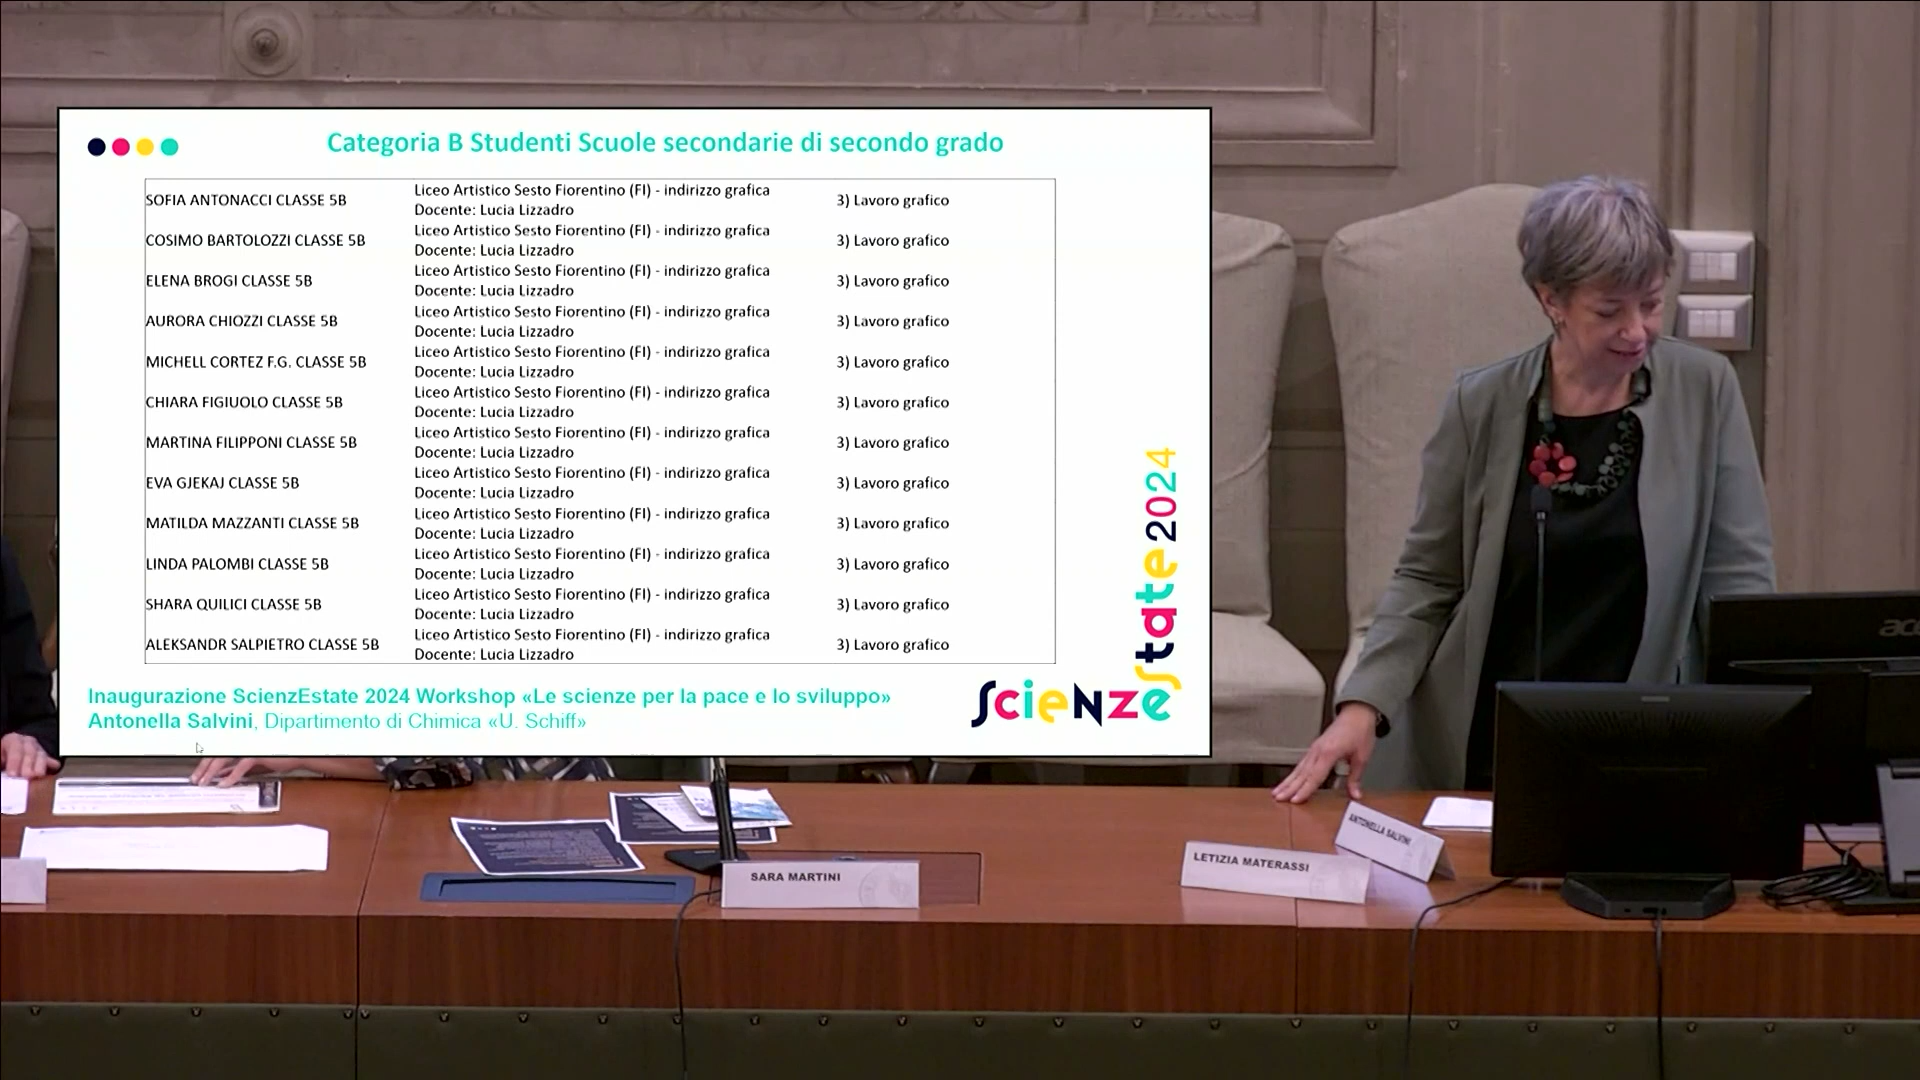 Categoria B Studenti Scuole secondarie di secondo grado
SOFIA ANTONACCI CLASSE 5B
Liceo Artistico Sesto Fiorentino (FI) - indirizzo grafica
Docente: Lucia Lizzadro
3) Lavoro grafico
COSIMO BARTOLOZZI CLASSE 5B
Liceo Artistico Sesto Fiorentino (FI) - indirizzo grafica
Docente: Lucia Lizzadro
3) Lavoro grafico
ELENA BROGI CLASSE 5B
Liceo Artistico Sesto Fiorentino (FI) - indirizzo grafica
Docente: Lucia Lizzadro
3) Lavoro grafico
AURORA CHIOZZI CLASSE 5B
Liceo Artistico Sesto Fiorentino (FI) - indirizzo grafica
Docente: Lucia Lizzadro
3) Lavoro grafico
MICHELL CORTEZ F.G. CLASSE 5B
Liceo Artistico Sesto Fiorentino (FI) - indirizzo grafica
Docente: Lucia Lizzadro
3) Lavoro grafico
CHIARA FIGIUOLO CLASSE 5B
Liceo Artistico Sesto Fiorentino (FI) - indirizzo grafica
Docente: Lucia Lizzadro
3) Lavoro grafico
MARTINA FILIPPONI CLASSE 5B
Liceo Artistico Sesto Fiorentino (FI) - indirizzo grafica
Docente: Lucia Lizzadro
3) Lavoro grafico
EVA GJEKAJ CLASSE 5B
Liceo Artistico Sesto Fiorentino (FI) - indirizzo grafica
Docente: Lucia Lizzadro
3) Lavoro grafico
MATILDA MAZZANTI CLASSE 5B
Liceo Artistico Sesto Fiorentino (FI) - indirizzo grafica
Docente: Lucia Lizzadro
3) Lavoro grafico
LINDA PALOMBI CLASSE 5B
Liceo Artistico Sesto Fiorentino (FI) - indirizzo grafica
Docente: Lucia Lizzadro
3) Lavoro grafico
SHARA QUILICI CLASSE 5B
Liceo Artistico Sesto Fiorentino (FI) - indirizzo grafica
Docente: Lucia Lizzadro
3) Lavoro grafico
ALEKSANDR SALPIETRO CLASSE 5B
Liceo Artistico Sesto Fiorentino (FI) - indirizzo grafica
Docente: Lucia Lizzadro
3) Lavoro grafico
Inaugurazione ScienzEstate 2024 Workshop «Le scienze per la pace e lo sviluppo»
Antonella Salvini, Dipartimento di Chimica «U. Schiff»
ScieNze
State2024
SARA MARTINI
LETIZIA MATERASSI
ANTONELLA SALVINI